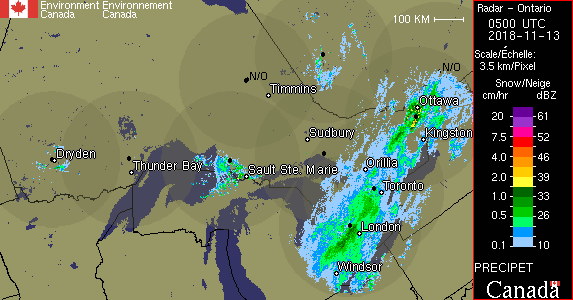 Environment Environnement
Canada Canada
100 KM
N/O
N/O
Timmins
Ottawa
Sudbury
Kingston
Dryden
Thunder Bay
Sault Ste. Marie
Orillia
Toronto
London
Windsor
Radar - Ontario
0500 UTC
2018-11-13
Scale/Échelle:
3.5 km/Pixel
Snow/Neige
cm/hr dBZ
20 61
7.5 52
4.0 46
2.0 39
1.0 33
0.5 26
0.1 10
PRECIPET
Canada